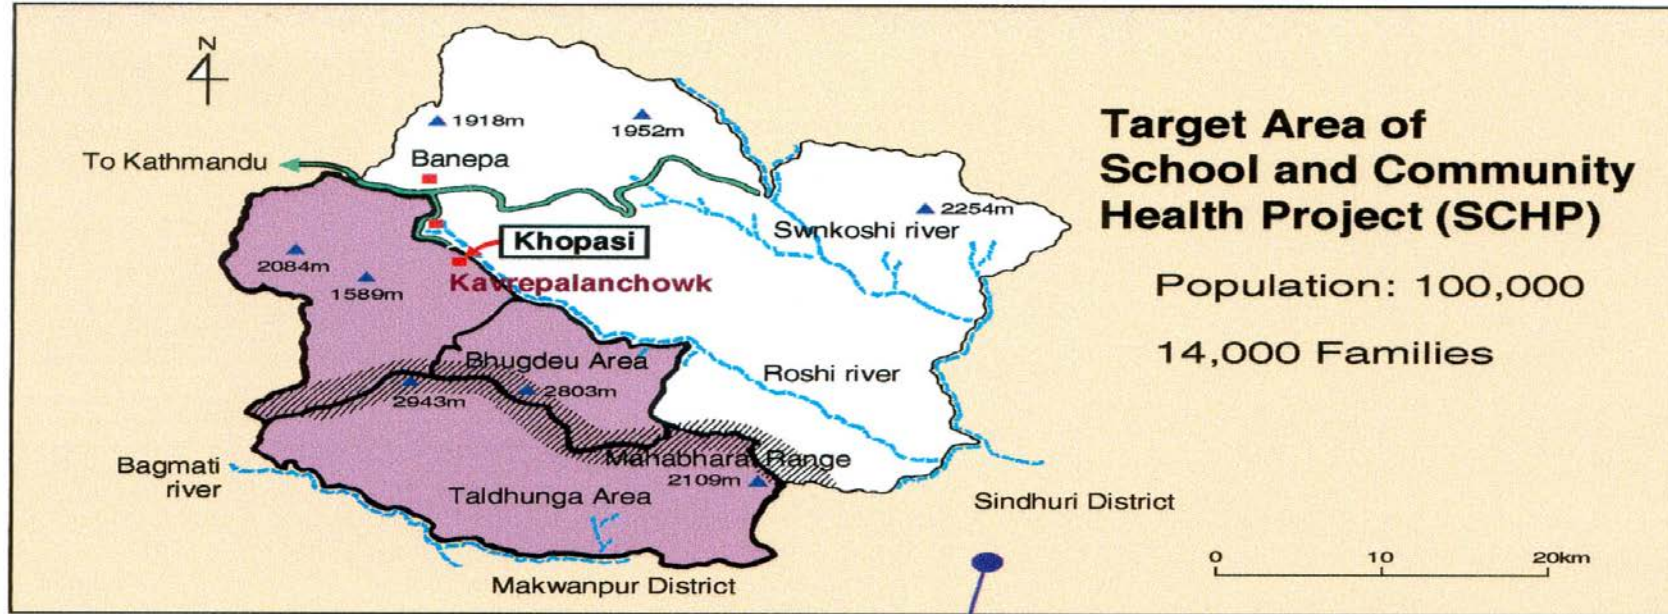 N
1918m
1952m
To Kathmandu
Banepa
Target Area of
School and Community
Health Project (SCHP)
2254m
Swnkoshi river
Khopasi
2084m
1589m
Kavrepalanchowk
Population: 100,000
14,000 Families
Bhugdeu Area
Roshi river
2943m
2803m
Mahabharat Range
Bagmati
river
Taldhunga Area
2109m
Sindhuri District
Makwanpur District
0 10 20km